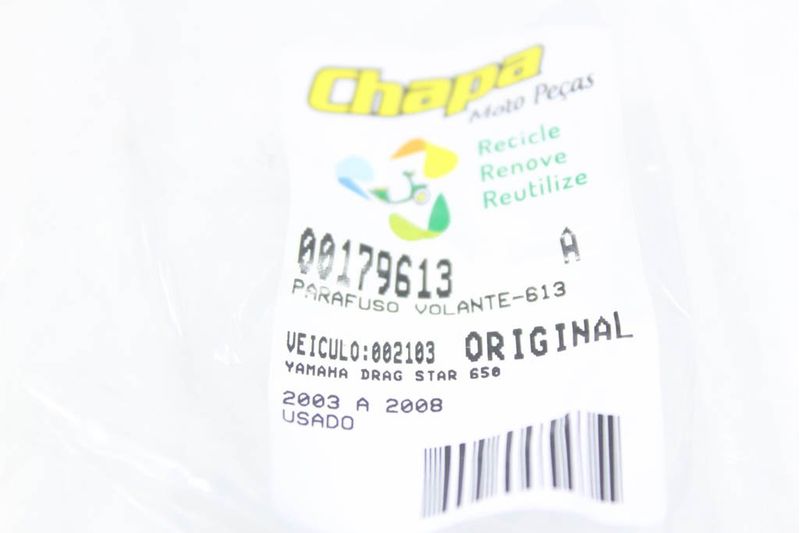 Chapa
Moto Peças
Recicle
Renove
Reutilize
00179613 A
PARAFUSO VOLANTE-613
VEICULO:002103 ORIGINAL
YAMAHA DRAG STAR 650
2003 A 2008
USADO